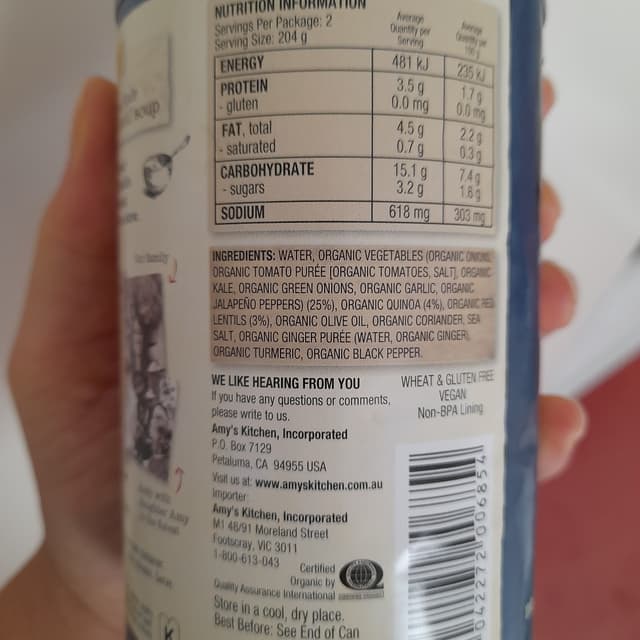 NUTRITION INFORMATION
Servings Per Package: 2
Serving Size: 204 g
Average Quantity per Serving
Average Quantity per 100 g
ENERGY 481 kJ 235 kJ
PROTEIN 3.5 g 1.7 g
- gluten 0.0 mg 0.0 mg
FAT, total 4.5 g 2.2 g
- saturated 0.7 g 0.3 g
CARBOHYDRATE 15.1 g 7.4 g
- sugars 3.2 g 1.6 g
SODIUM 618 mg 303 mg
INGREDIENTS: WATER, ORGANIC VEGETABLES (ORGANIC ONIONS,
ORGANIC TOMATO PURÉE [ORGANIC TOMATOES, SALT], ORGANIC
KALE, ORGANIC GREEN ONIONS, ORGANIC GARLIC, ORGANIC
JALAPEÑO PEPPERS) (25%), ORGANIC QUINOA (4%), ORGANIC RED
LENTILS (3%), ORGANIC OLIVE OIL, ORGANIC CORIANDER, SEA
SALT, ORGANIC GINGER PURÉE (WATER, ORGANIC GINGER),
ORGANIC TURMERIC, ORGANIC BLACK PEPPER.
WE LIKE HEARING FROM YOU
If you have any questions or comments,
please write to us.
Amy's Kitchen, Incorporated
P.O. Box 7129
Petaluma, CA 94955 USA
Visit us at: www.amyskitchen.com.au
Importer:
Amy's Kitchen, Incorporated
M1 48/91 Moreland Street
Footscray, VIC 3011
1-800-613-043
WHEAT & GLUTEN FREE
VEGAN
Non-BPA Lining
Certified
Organic by
Quality Assurance International
Store in a cool, dry place.
Best Before: See End of Can
042272006854
soup
K